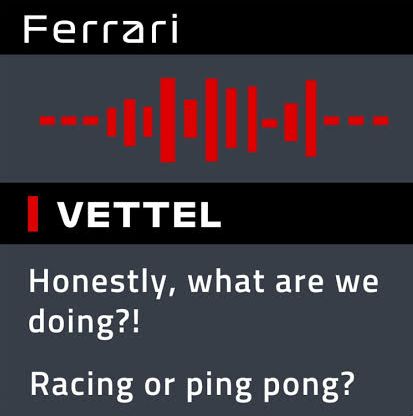 Ferrari
VETTEL
Honestly, what are we
doing?!
Racing or ping pong?